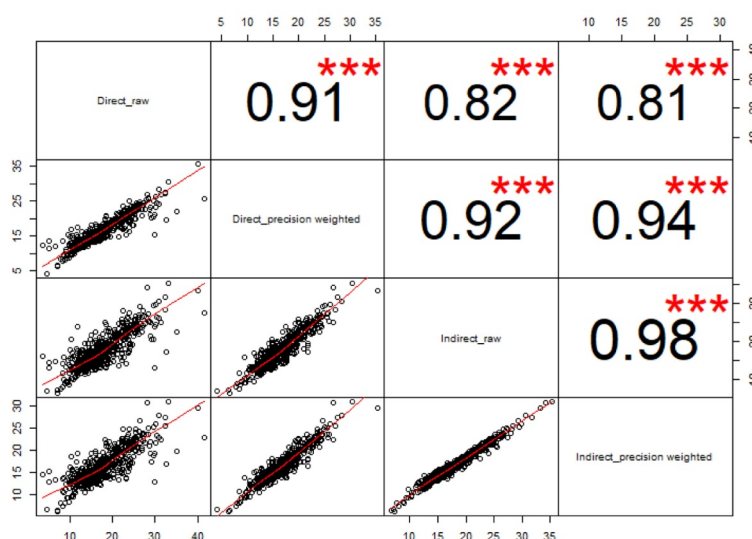 5 10 15 20 25 30 35
10 15 20 25 30
Direct_raw
0.91
***
0.82
***
0.81
***
5 15 25 35
Direct_precision weighted
0.92
***
0.94
***
Indirect_raw
0.98
***
10 15 20 25 30
Indirect_precision weighted
10 20 30 40
10 15 20 25 30 35